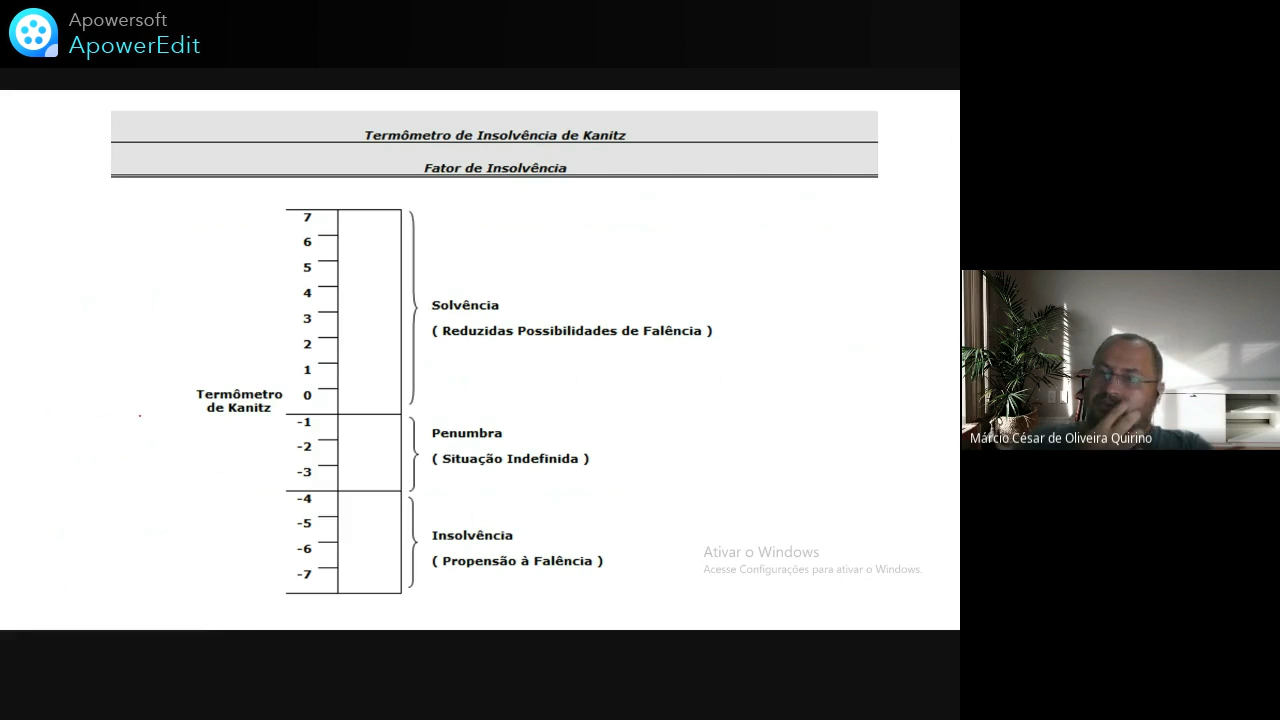 Apowersoft
ApowerEdit
Termômetro de Insolvência de Kanitz
Fator de Insolvência
7
6
5
4
Solvência
3
( Reduzidas Possibilidades de Falência )
2
1
Termômetro
de Kanitz
0
-1
Penumbra
-2
( Situação Indefinida )
-3
-4
-5
Insolvência
-6
( Propensão à Falência )
-7
Ativar o Windows
Acesse Configurações para ativar o Windows.
Márcio César de Oliveira Quirino